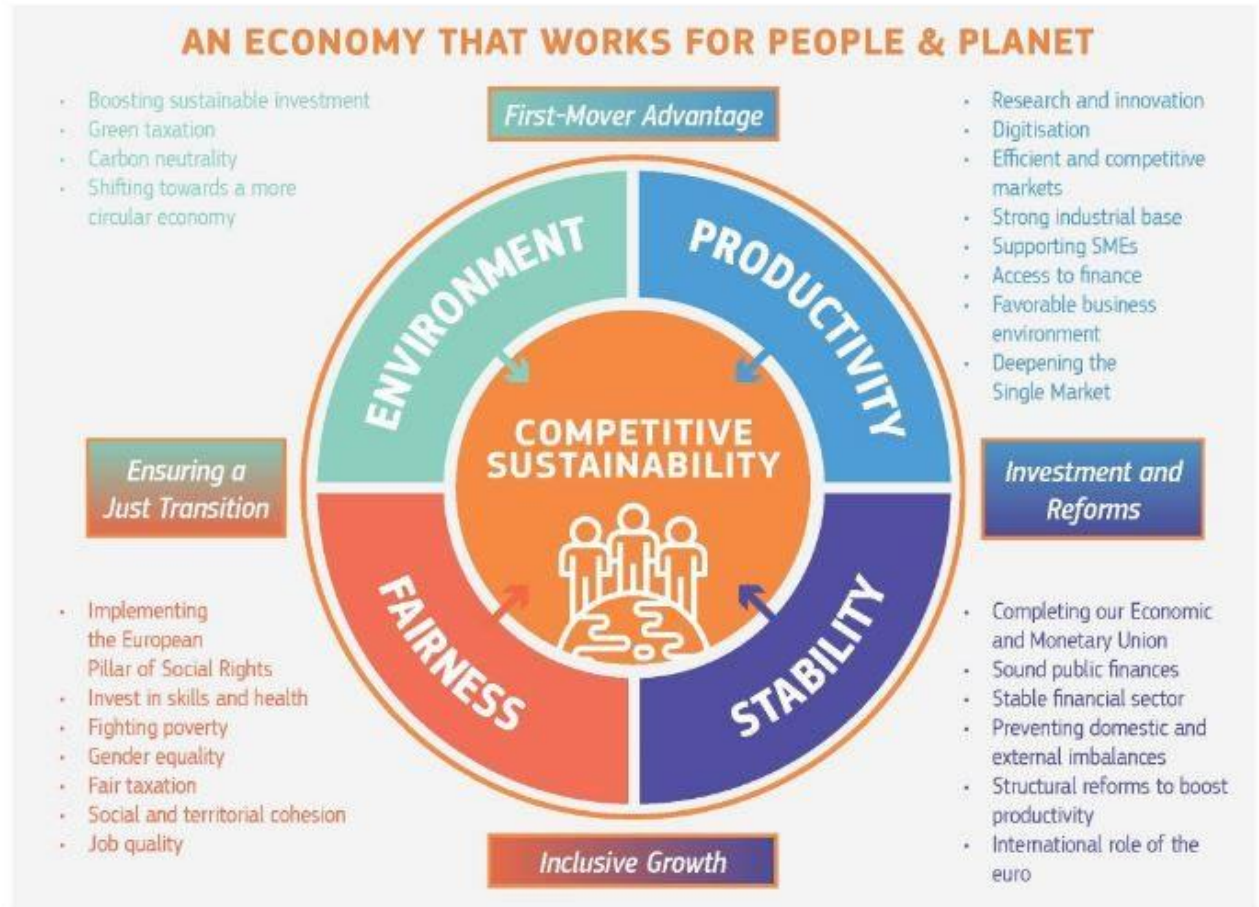 AN ECONOMY THAT WORKS FOR PEOPLE & PLANET
· Boosting sustainable investment
· Green taxation
· Carbon neutrality
· Shifting towards a more
circular economy
First-Mover Advantage
· Research and innovation
· Digitisation
· Efficient and competitive
markets
· Strong industrial base
· Supporting SMEs
· Access to finance
· Favorable business
environment
· Deepening the
Single Market
ENVIRONMENT
PRODUCTIVITY
COMPETITIVE
SUSTAINABILITY
Ensuring a
Just Transition
Investment and
Reforms
FAIRNESS
STABILITY
· Implementing
the European
Pillar of Social Rights
· Invest in skills and health
· Fighting poverty
· Gender equality
· Fair taxation
· Social and territorial cohesion
· Job quality
· Completing our Economic
and Monetary Union
· Sound public finances
· Stable financial sector
· Preventing domestic and
external imbalances
· Structural reforms to boost
productivity
· International role of the
euro
Inclusive Growth